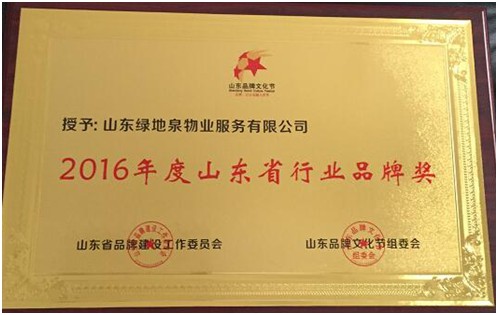 山东品牌文化节
授予: 山东绿地泉物业服务有限公司
2016年度山东省行业品牌奖
山东省品牌建设工作委员会
山东品牌文化节组委会
组委会